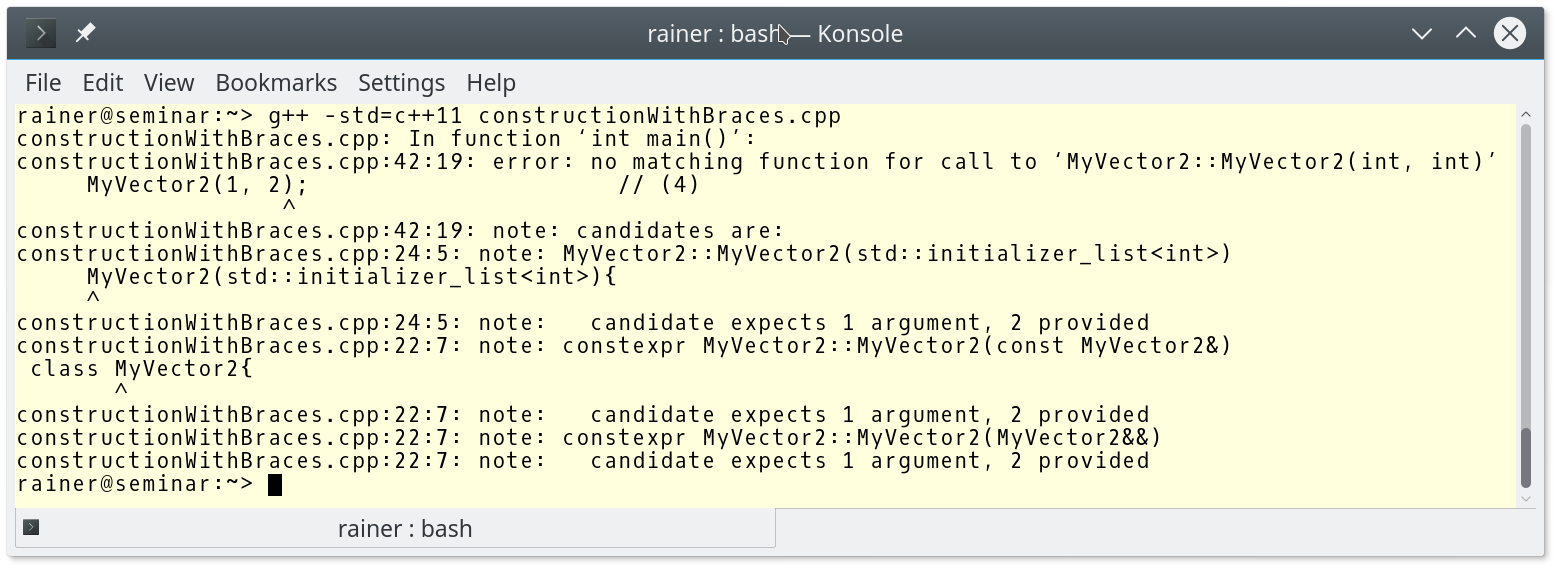 rainer : bash — Konsole
File Edit View Bookmarks Settings Help
rainer@seminar:~> g++ -std=c++11 constructionWithBraces.cpp
constructionWithBraces.cpp: In function ‘int main()’:
constructionWithBraces.cpp:42:19: error: no matching function for call to ‘MyVector2::MyVector2(int, int)’
     MyVector2(1, 2);                      // (4)
                   ^
constructionWithBraces.cpp:42:19: note: candidates are:
constructionWithBraces.cpp:24:5: note: MyVector2::MyVector2(std::initializer_list<int>)
     MyVector2(std::initializer_list<int>){
     ^
constructionWithBraces.cpp:24:5: note:   candidate expects 1 argument, 2 provided
constructionWithBraces.cpp:22:7: note: constexpr MyVector2::MyVector2(const MyVector2&)
 class MyVector2{
       ^
constructionWithBraces.cpp:22:7: note:   candidate expects 1 argument, 2 provided
constructionWithBraces.cpp:22:7: note: constexpr MyVector2::MyVector2(MyVector2&&)
constructionWithBraces.cpp:22:7: note:   candidate expects 1 argument, 2 provided
rainer@seminar:~>
rainer : bash